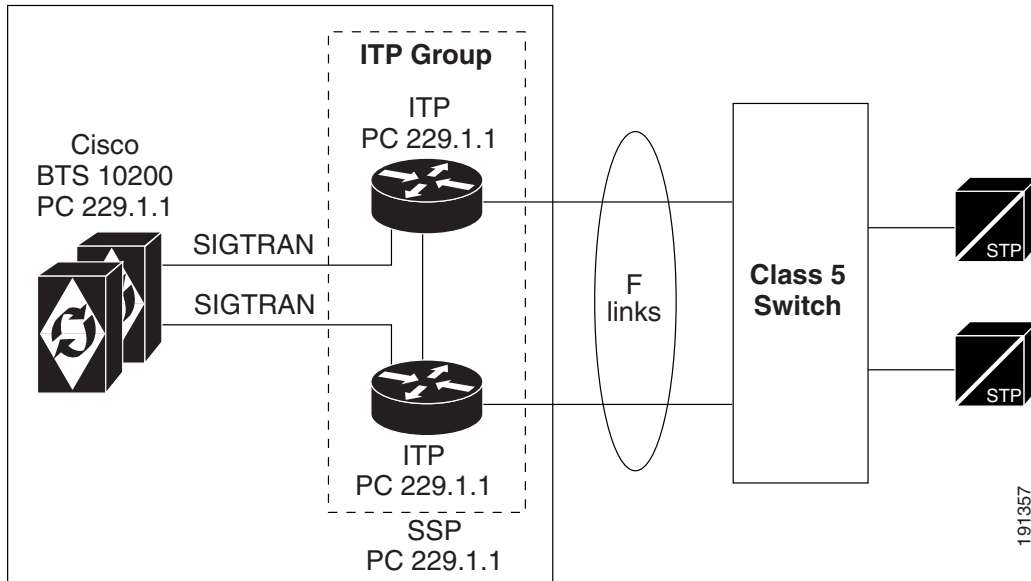 ITP Group
ITP
PC 229.1.1
Cisco
BTS 10200
PC 229.1.1
SIGTRAN
SIGTRAN
F
links
Class 5
Switch
STP
STP
ITP
PC 229.1.1
SSP
PC 229.1.1
191357